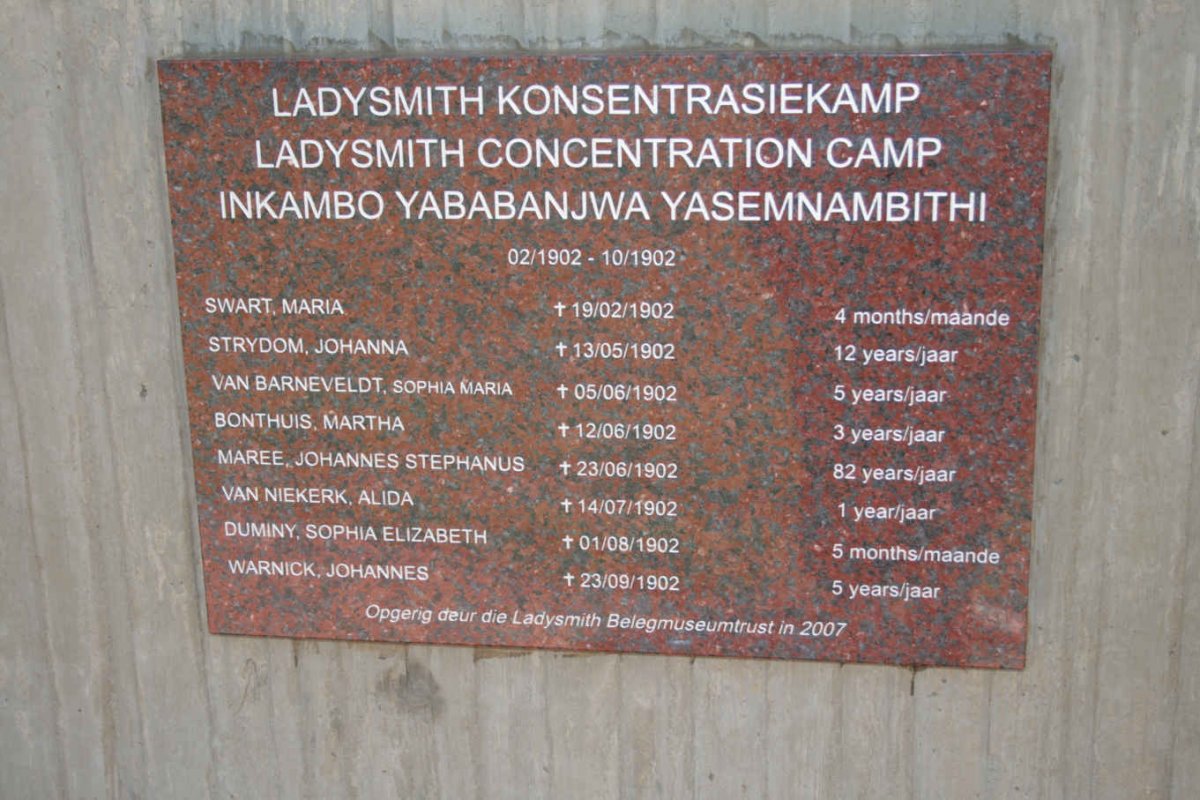 LADYSMITH KONSENTRASIEKAMP
LADYSMITH CONCENTRATION CAMP
INKAMBO YABABANJWA YASEMNAMBITHI
02/1902 - 10/1902
SWART, MARIA ✝ 19/02/1902 4 months/maande
STRYDOM, JOHANNA ✝ 13/05/1902 12 years/jaar
VAN BARNEVELDT, SOPHIA MARIA ✝ 05/06/1902 5 years/jaar
BONTHUIS, MARTHA ✝ 12/06/1902 3 years/jaar
MAREE, JOHANNES STEPHANUS ✝ 23/06/1902 82 years/jaar
VAN NIEKERK, ALIDA ✝ 14/07/1902 1 year/jaar
DUMINY, SOPHIA ELIZABETH ✝ 01/08/1902 5 months/maande
WARNICK, JOHANNES ✝ 23/09/1902 5 years/jaar
Opgerig deur die Ladysmith Belegmuseumtrust in 2007